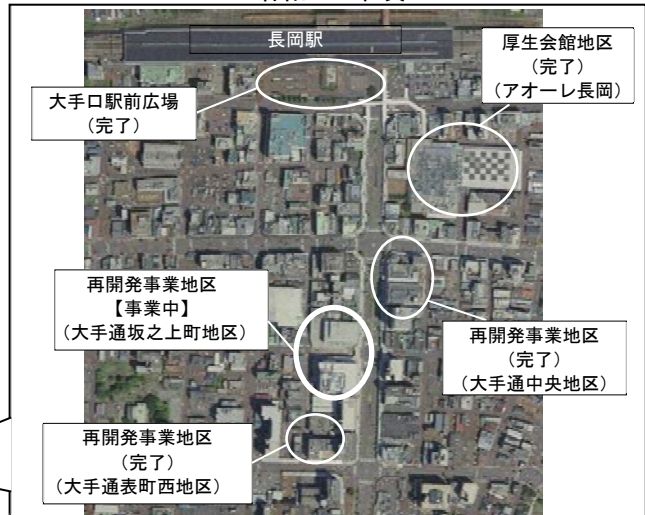 長岡駅
厚生会館地区
(完了)
(アオーレ長岡)
大手口駅前広場
(完了)
再開発事業地区
【事業中】
(大手通坂之上町地区)
再開発事業地区
(完了)
(大手通中央地区)
再開発事業地区
(完了)
(大手通表町西地区)